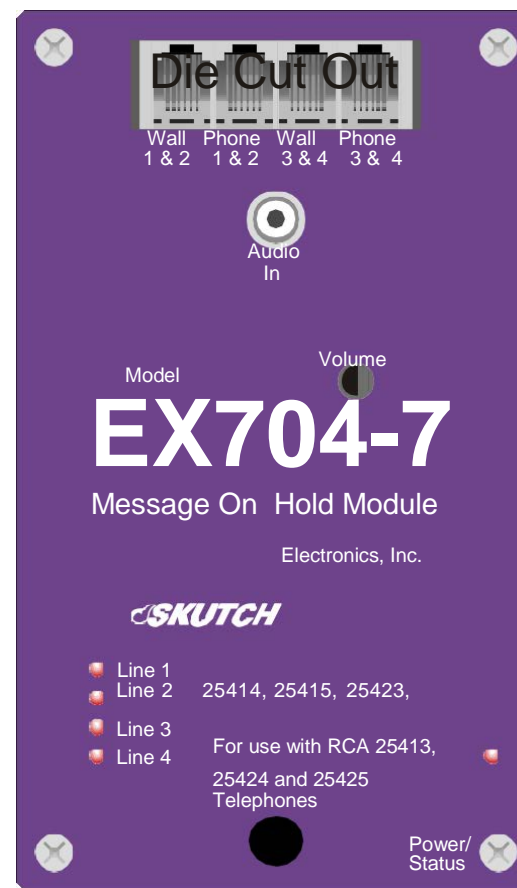 Die Cut Out
Wall Phone Wall Phone
1 & 2 1 & 2 3 & 4 3 & 4
Audio
In
Volume
Model
EX704-7
Message On Hold Module
Electronics, Inc.
SKUTCH
Line 1
Line 2 25414, 25415, 25423,
Line 3
For use with RCA 25413,
Line 4
25424 and 25425
Telephones
Power/
Status